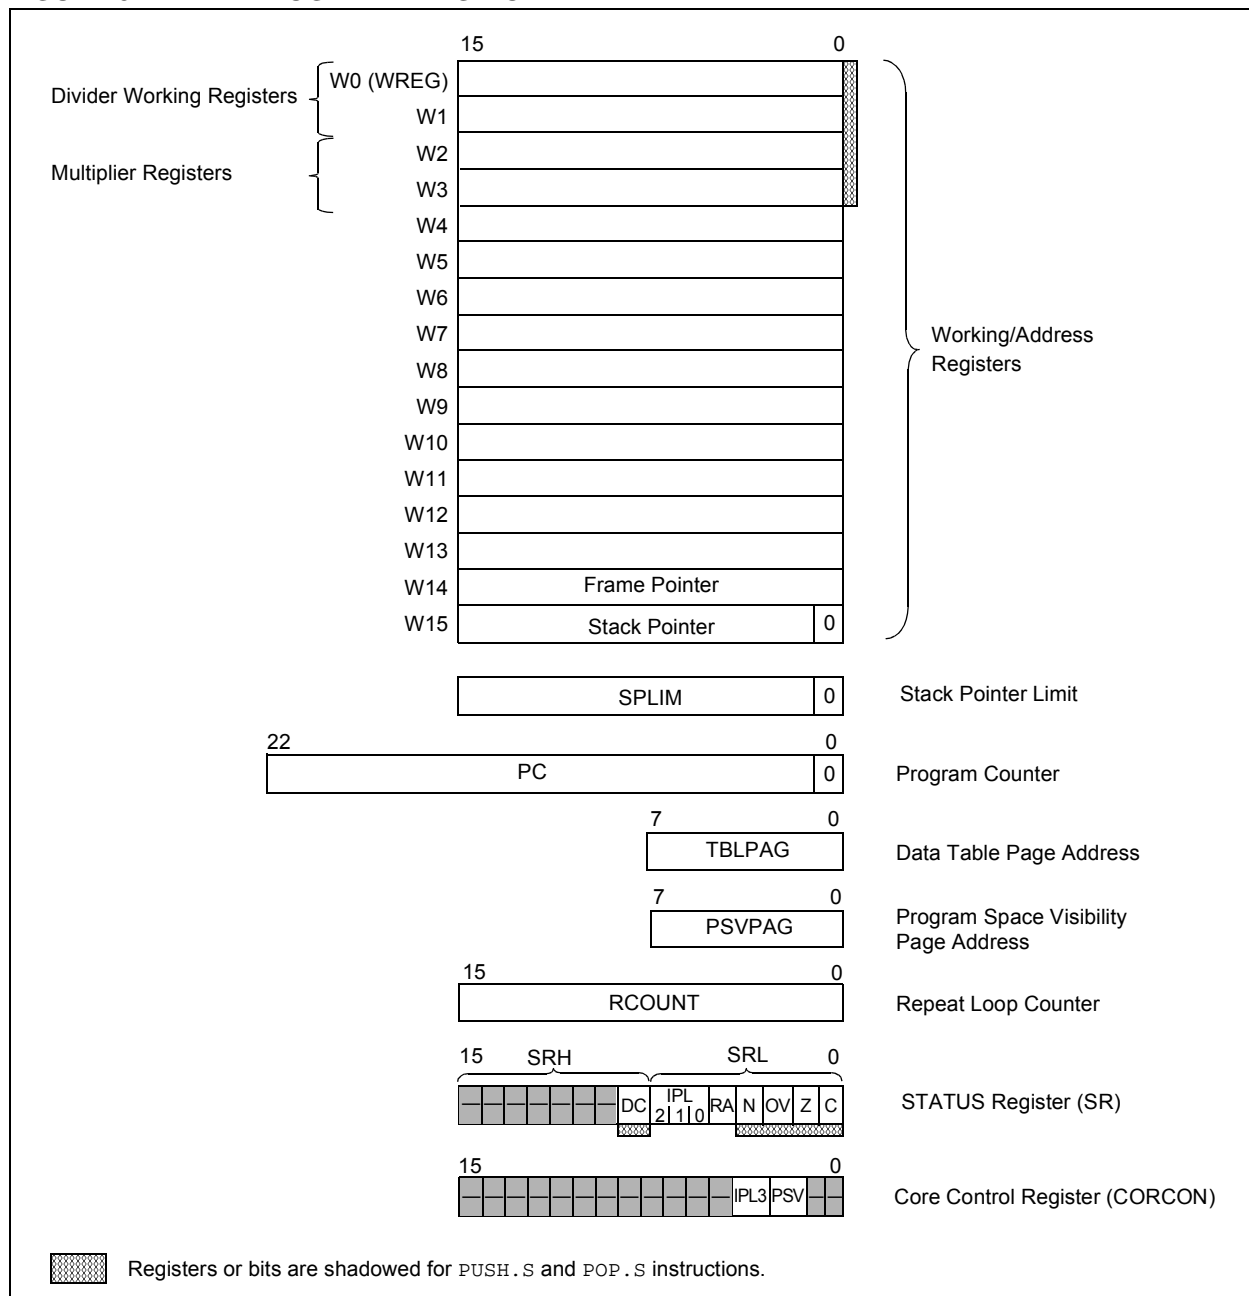 15 0
W0 (WREG)
Divider Working Registers
W1
W2
Multiplier Registers
W3
W4
W5
W6
W7
Working/Address
Registers
W8
W9
W10
W11
W12
W13
W14 Frame Pointer
W15 Stack Pointer 0
SPLIM 0 Stack Pointer Limit
22 0
PC 0 Program Counter
7 0
TBLPAG Data Table Page Address
7 0
PSVPAG Program Space Visibility
Page Address
15 0
RCOUNT Repeat Loop Counter
15 SRH SRL 0
— — — — — — — DC IPL 2 1 0 RA N OV Z C STATUS Register (SR)
15 0
— — — — — — — — — — — — IPL3 PSV — — Core Control Register (CORCON)
Registers or bits are shadowed for PUSH.S and POP.S instructions.